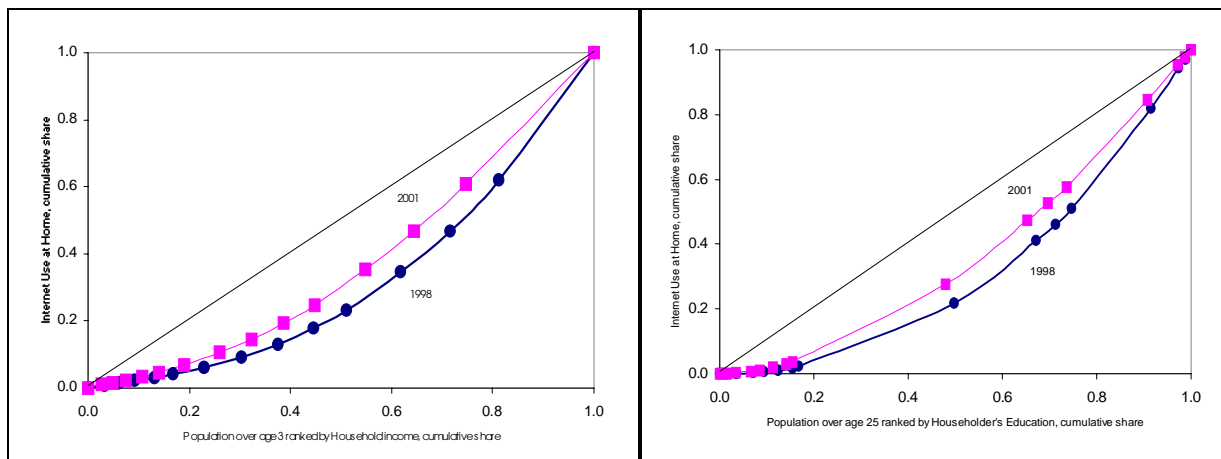 Internet Use at Home, cumulative share
1.0
0.8
0.6
0.4
0.2
0.0
2001
1998
0.0 0.2 0.4 0.6 0.8 1.0
Population over age 3 ranked by Household income, cumulative share
Internet Use at Home, cumulative share
1.0
0.8
0.6
0.4
0.2
0.0
2001
1998
0.0 0.2 0.4 0.6 0.8 1.0
Population over age 25 ranked by Householder's Education, cumulative share